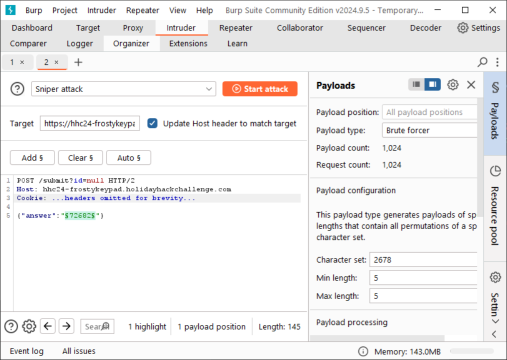 Burp Project Intruder Repeater View Help Burp Suite Community Edition v2024.9.5 - Temporary...
Dashboard Target Proxy Intruder Repeater Collaborator Sequencer Decoder Settings
Comparer Logger Organizer Extensions Learn
1 × 2 × +
Sniper attack
Start attack
Target https://hhc24-frostykeypa
Update Host header to match target
Add § Clear § Auto §
1 POST /submit?id=null HTTP/2
2 Host: hhc24-frostykeypad.holidayhackchallenge.com
3 Cookie: ...headers omitted for brevity...
4
5 {"answer":"§72682§"}
Sear
1 highlight 1 payload position Length: 145
Payloads
Payload position: All payload positions
Payload type: Brute forcer
Payload count: 1,024
Request count: 1,024
Payload configuration
This payload type generates payloads of sp
lengths that contain all permutations of a sp
character set.
Character set: 2678
Min length: 5
Max length: 5
Payload processing
§ Payloads
Resource pool
Settin
Event log All issues
Memory: 143.0MB